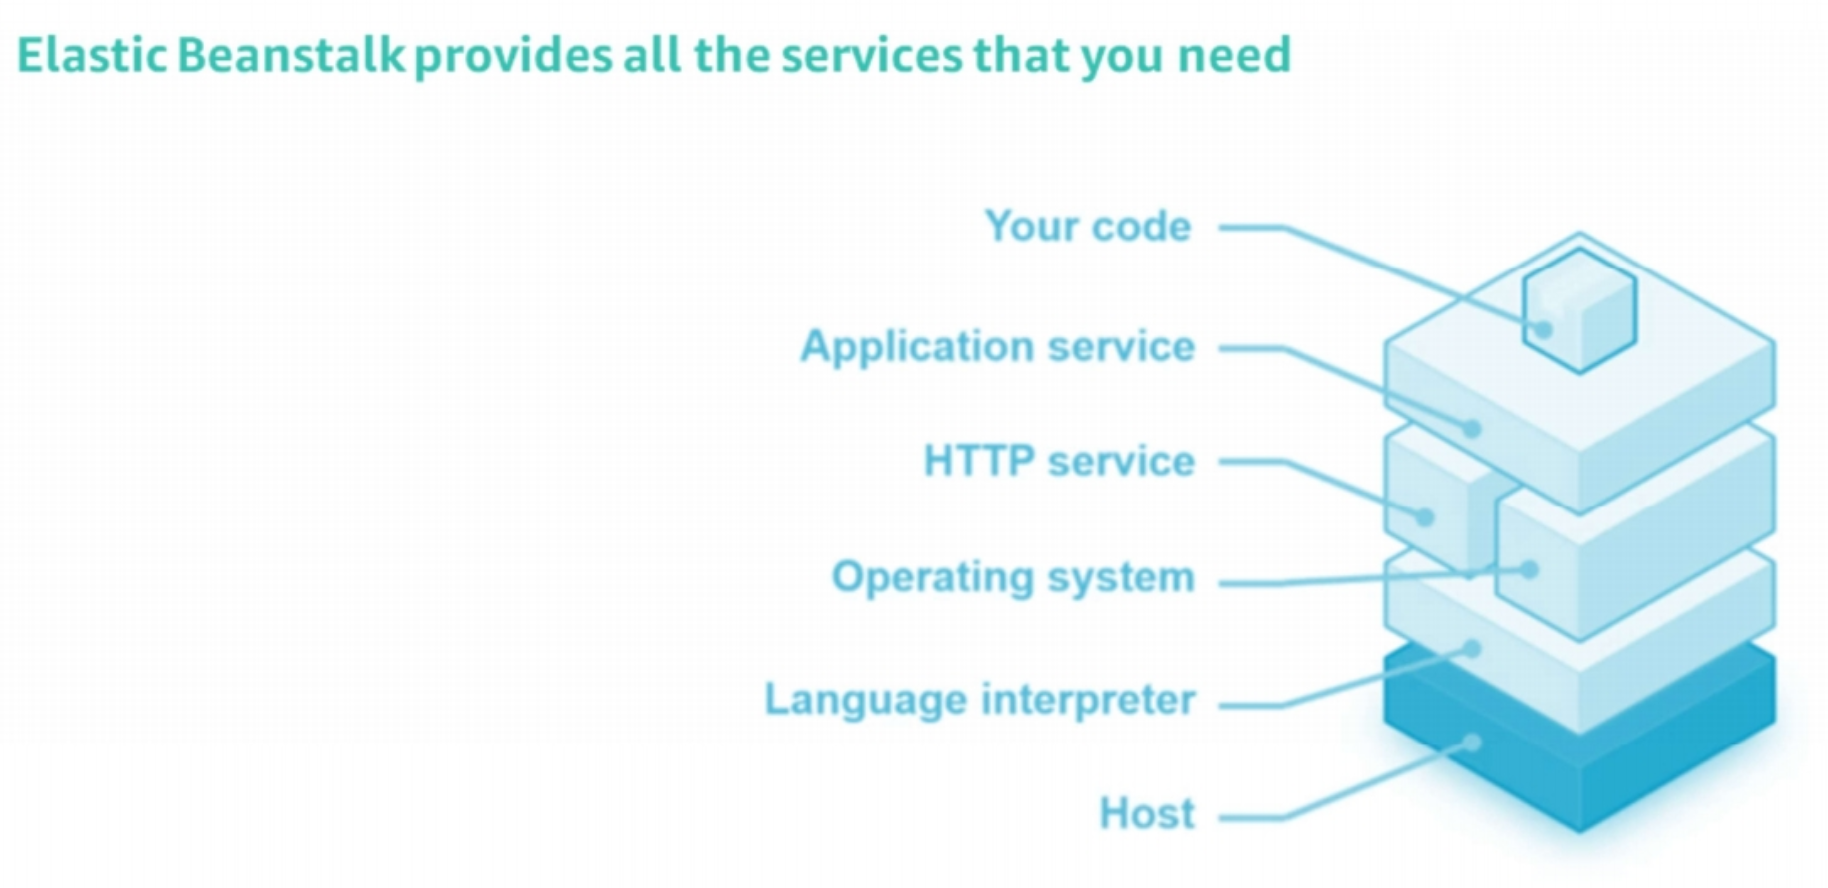 Elastic Beanstalk provides all the services that you need
Your code
Application service
HTTP service
Operating system
Language interpreter
Host